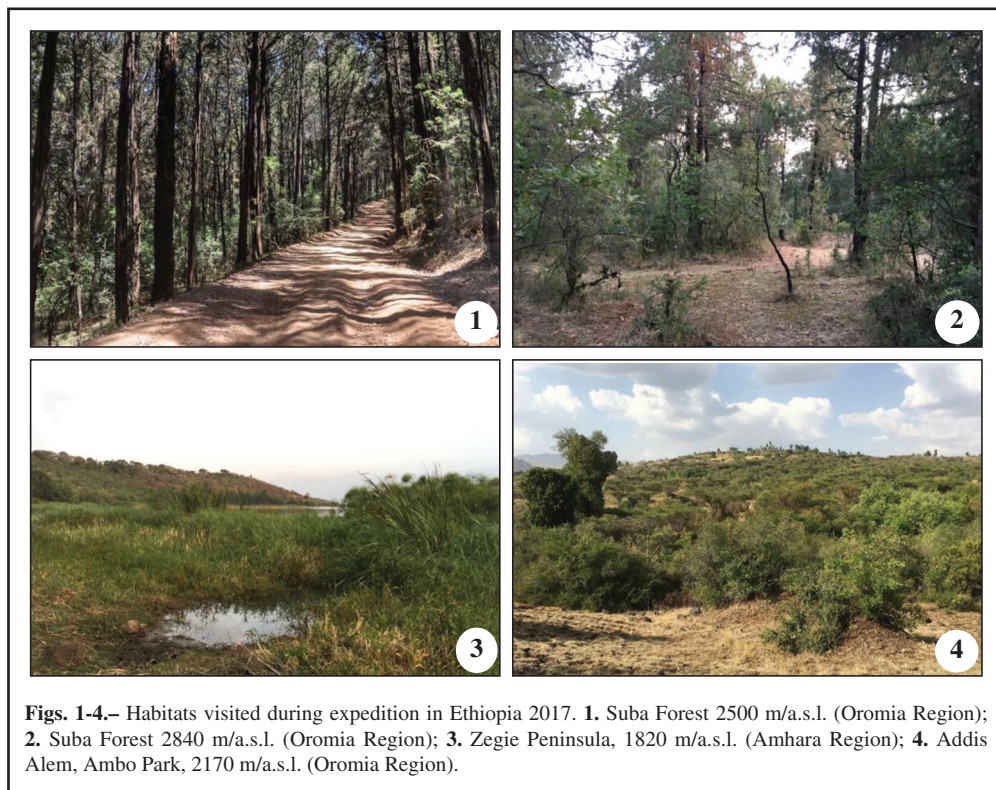 1
2
3
4
Figs. 1-4.– Habitats visited during expedition in Ethiopia 2017. 1. Suba Forest 2500 m/a.s.l. (Oromia Region);
2. Suba Forest 2840 m/a.s.l. (Oromia Region); 3. Zegie Peninsula, 1820 m/a.s.l. (Amhara Region); 4. Addis
Alem, Ambo Park, 2170 m/a.s.l. (Oromia Region).